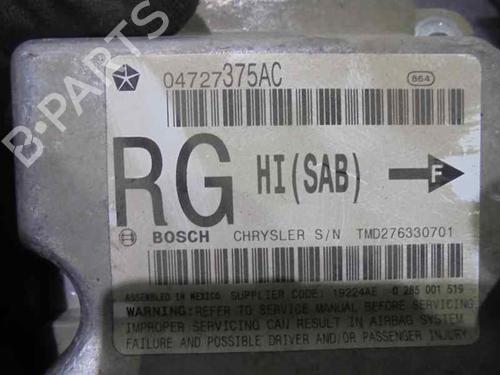 B-PARTS
04727375AC
864
RG HI(SAB) F
BOSCH CHRYSLER S/N TMD276330701
ASSEMBLED IN MEXICO SUPPLIER CODE: 19224AE 0 285 001 519
WARNING: REFER TO SERVICE MANUAL BEFORE SERVICING
IMPROPER SERVICING CAN RESULT IN AIRBAG SYSTEM
FAILURE AND POSSIBLE DRIVER AND/OR PASSENGER INJURY